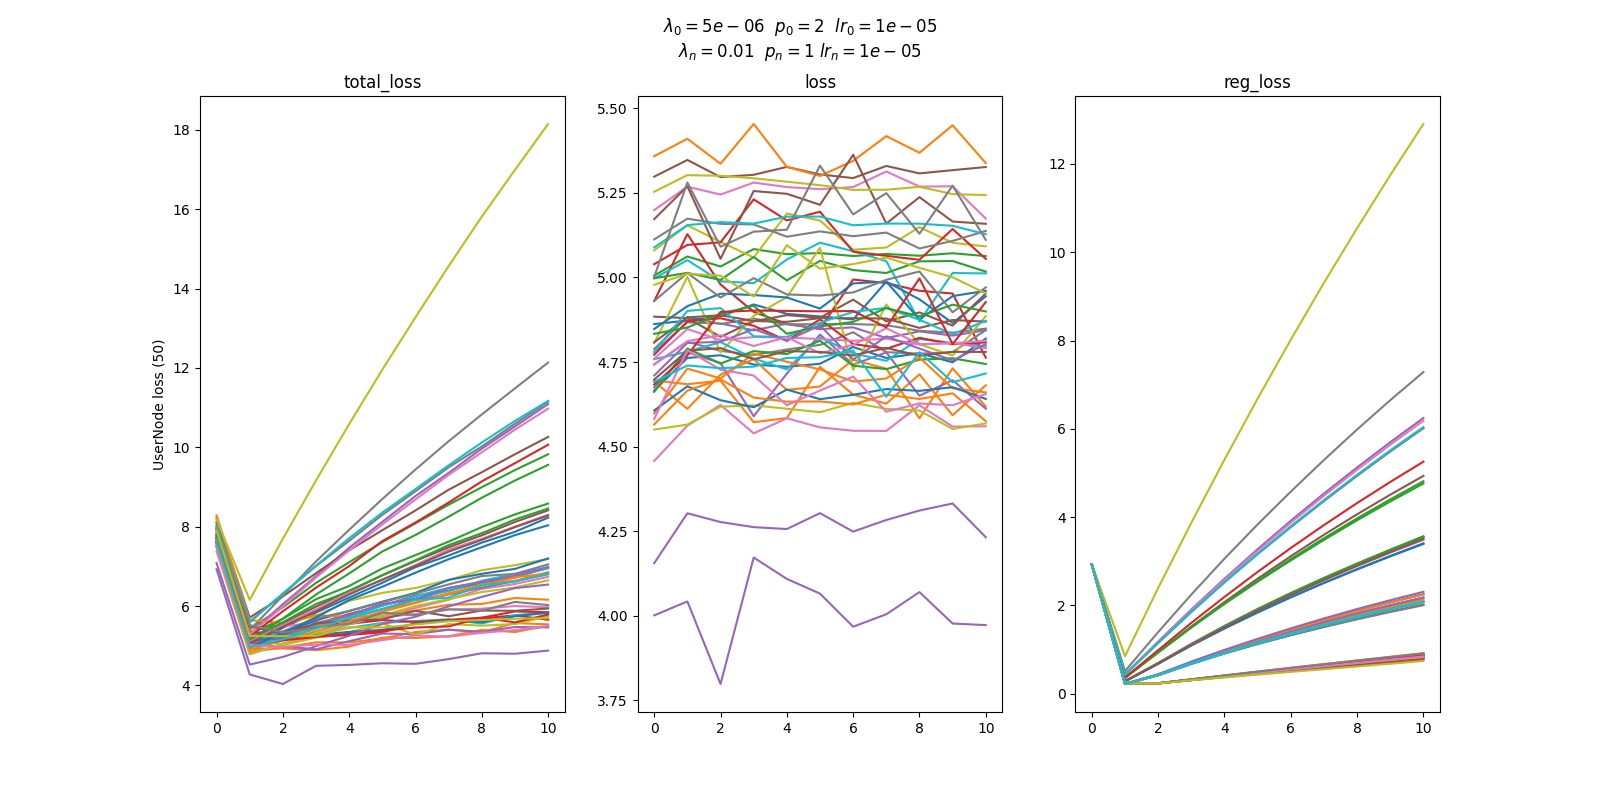 λ₀ = 5e − 06 p₀ = 2 lr₀ = 1e − 05
λₙ = 0.01 pₙ = 1 lrₙ = 1e − 05
total_loss
loss
reg_loss
UserNode loss (50)
18
16
14
12
10
8
6
4
0 2 4 6 8 10
5.50
5.25
5.00
4.75
4.50
4.25
4.00
3.75
0 2 4 6 8 10
12
10
8
6
4
2
0
0 2 4 6 8 10